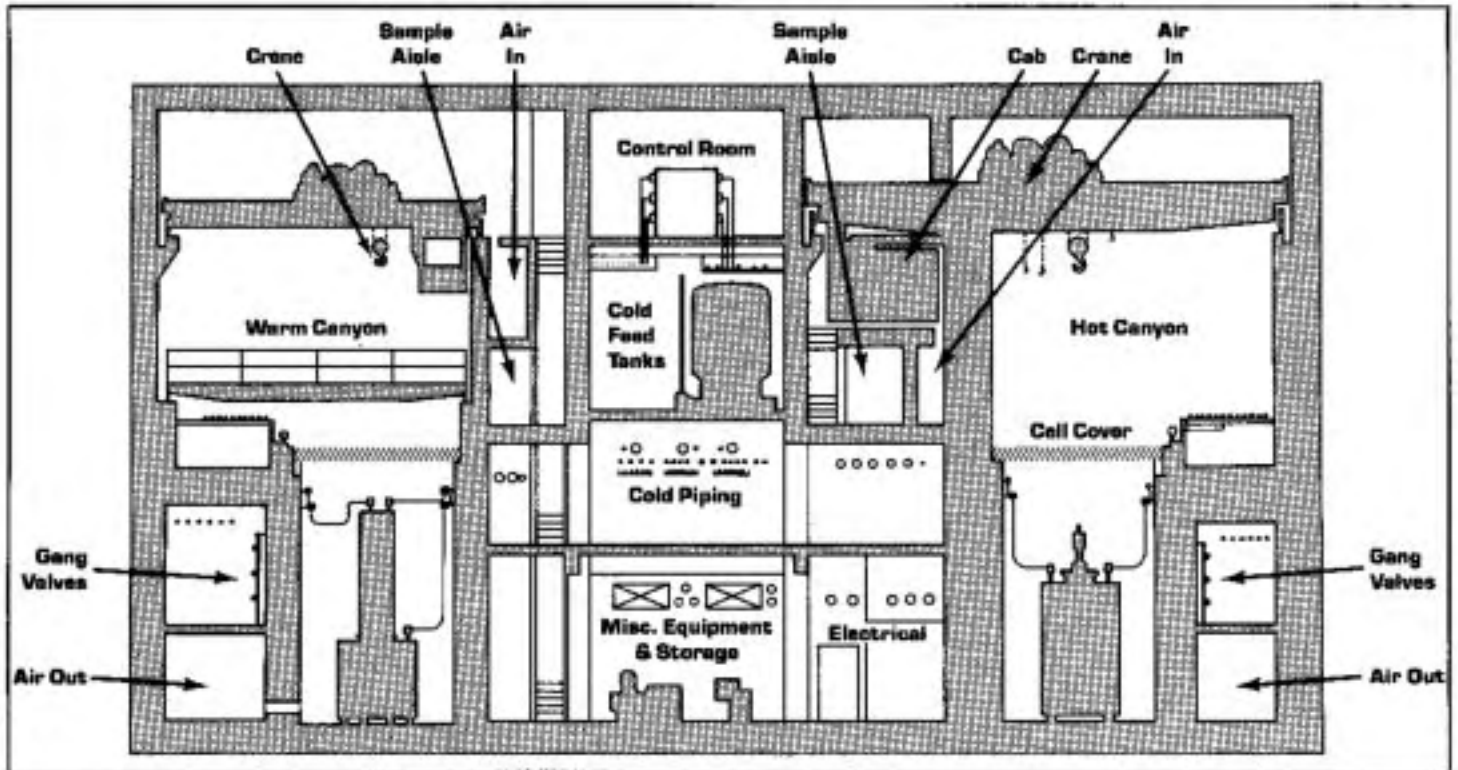 Crane
Sample
Aisle
Air
In
Sample
Aisle
Cab
Crane
Air
In
Control Room
Warm Canyon
Cold
Feed
Tanks
Hot Canyon
Cell Cover
Cold Piping
Gang
Valves
Gang
Valves
Misc. Equipment
& Storage
Electrical
Air Out
Air Out